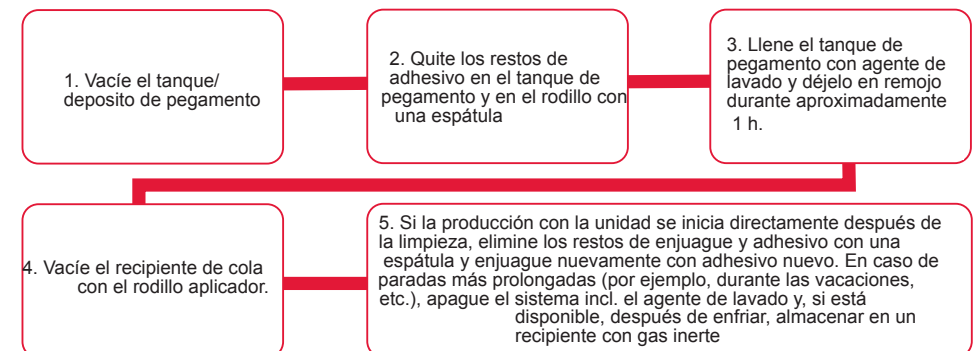 1. Vacíe el tanque/
deposito de pegamento
2. Quite los restos de
adhesivo en el tanque de
pegamento y en el rodillo con
una espátula
3. Llene el tanque de
pegamento con agente de
lavado y déjelo en remojo
durante aproximadamente
1 h.
4. Vacíe el recipiente de cola
con el rodillo aplicador.
5. Si la producción con la unidad se inicia directamente después de
la limpieza, elimine los restos de enjuague y adhesivo con una
espátula y enjuague nuevamente con adhesivo nuevo. En caso de
paradas más prolongadas (por ejemplo, durante las vacaciones,
etc.), apague el sistema incl. el agente de lavado y, si está
disponible, después de enfriar, almacenar en un
recipiente con gas inerte